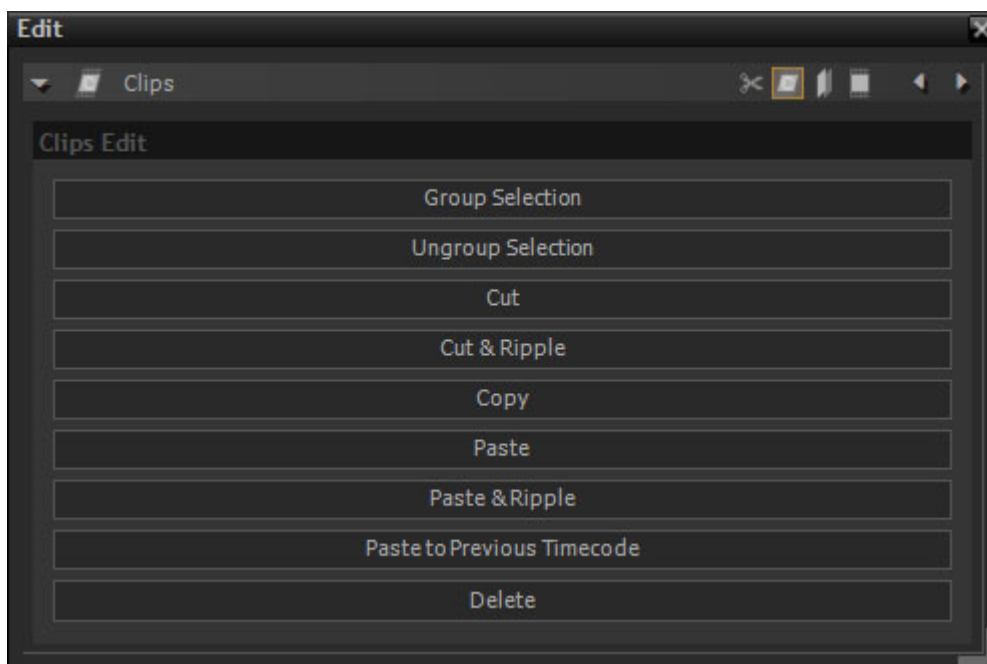 Edit
Clips
Clips Edit
Group Selection
Ungroup Selection
Cut
Cut & Ripple
Copy
Paste
Paste & Ripple
Paste to Previous Timecode
Delete